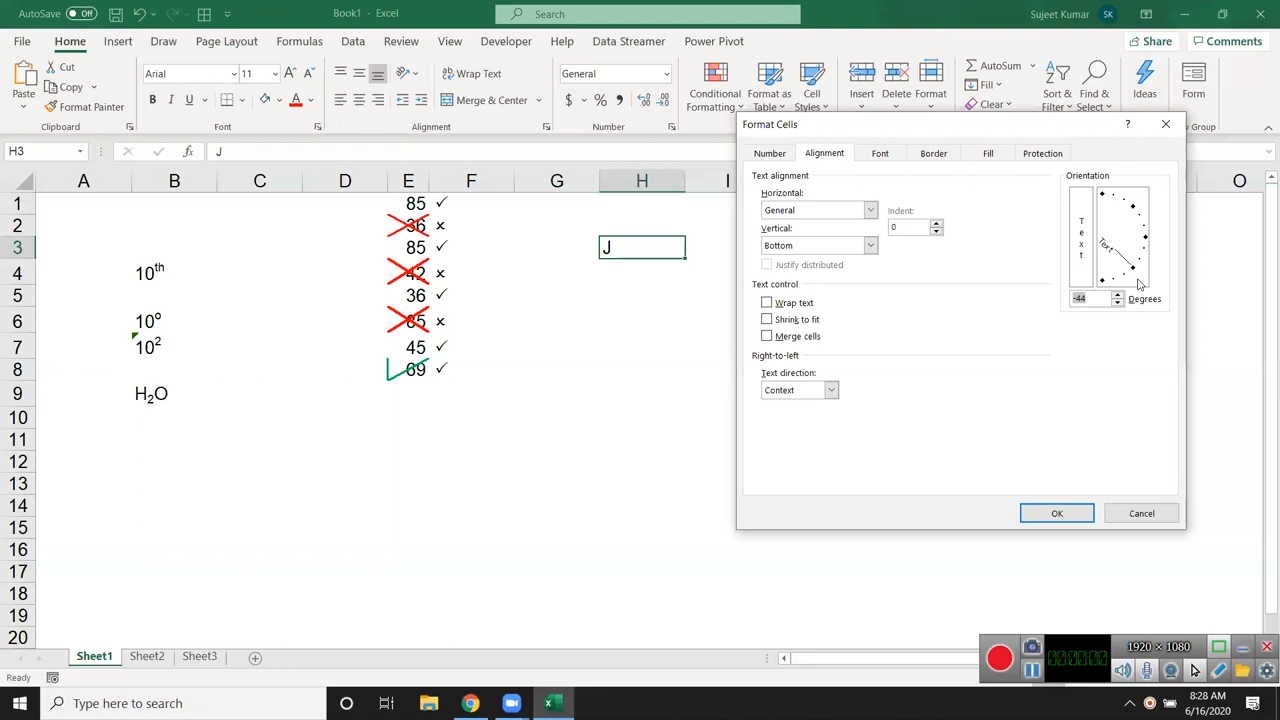 AutoSave Off Book1 - Excel Search Sujeet Kumar SK
File Home Insert Draw Page Layout Formulas Data Review View Developer Help Data Streamer Power Pivot Share Comments
Paste Cut Copy Format Painter Clipboard
Arial 11 B I U A Font
Wrap Text Merge & Center Alignment
General $ % , Number
Conditional Formatting Format as Table Cell Styles
Insert Delete Format
AutoSum Fill Clear Sort & Filter Find & Select
Ideas Form
H3 fx J
A B C D E F G H I O
1 85 ✓
2 36 x
3 85 ✓ J
4 10th 42 x
5 36 ✓
6 10o 85 x
7 10² 45 ✓
8 69 ✓
9 H₂O
10
11
12
13
14
15
16
17
18
19
20
Format Cells ?
Number Alignment Font Border Fill Protection
Text alignment
Horizontal:
General
Indent:
0
Vertical:
Bottom
Justify distributed
Text control
Wrap text
Shrink to fit
Merge cells
Right-to-left
Text direction:
Context
Orientation
Text
Text
-44 Degrees
OK Cancel
Sheet1 Sheet2 Sheet3
Ready
1920 × 1080
00:00:00
Type here to search
8:28 AM
6/16/2020